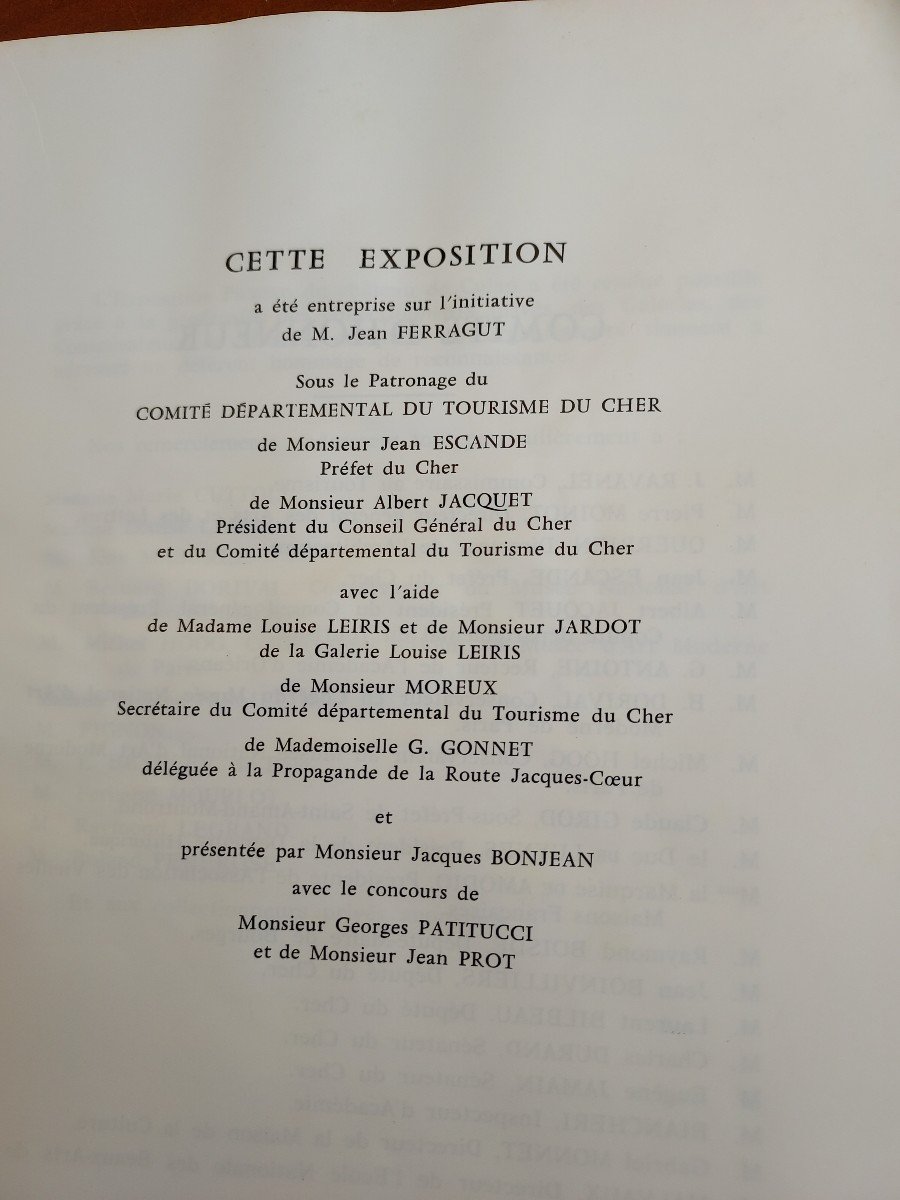 CETTE EXPOSITION
a été entreprise sur l'initiative
de M. Jean FERRAGUT
Sous le Patronage du
COMITÉ DÉPARTEMENTAL DU TOURISME DU CHER
de Monsieur Jean ESCANDE
Préfet du Cher
de Monsieur Albert JACQUET
Président du Conseil Général du Cher
et du Comité départemental du Tourisme du Cher
avec l'aide
de Madame Louise LEIRIS et de Monsieur JARDOT
de la Galerie Louise LEIRIS
de Monsieur MOREUX
Secrétaire du Comité départemental du Tourisme du Cher
de Mademoiselle G. GONNET
déléguée à la Propagande de la Route Jacques-Cœur
et
présentée par Monsieur Jacques BONJEAN
avec le concours de
Monsieur Georges PATITUCCI
et de Monsieur Jean PROT